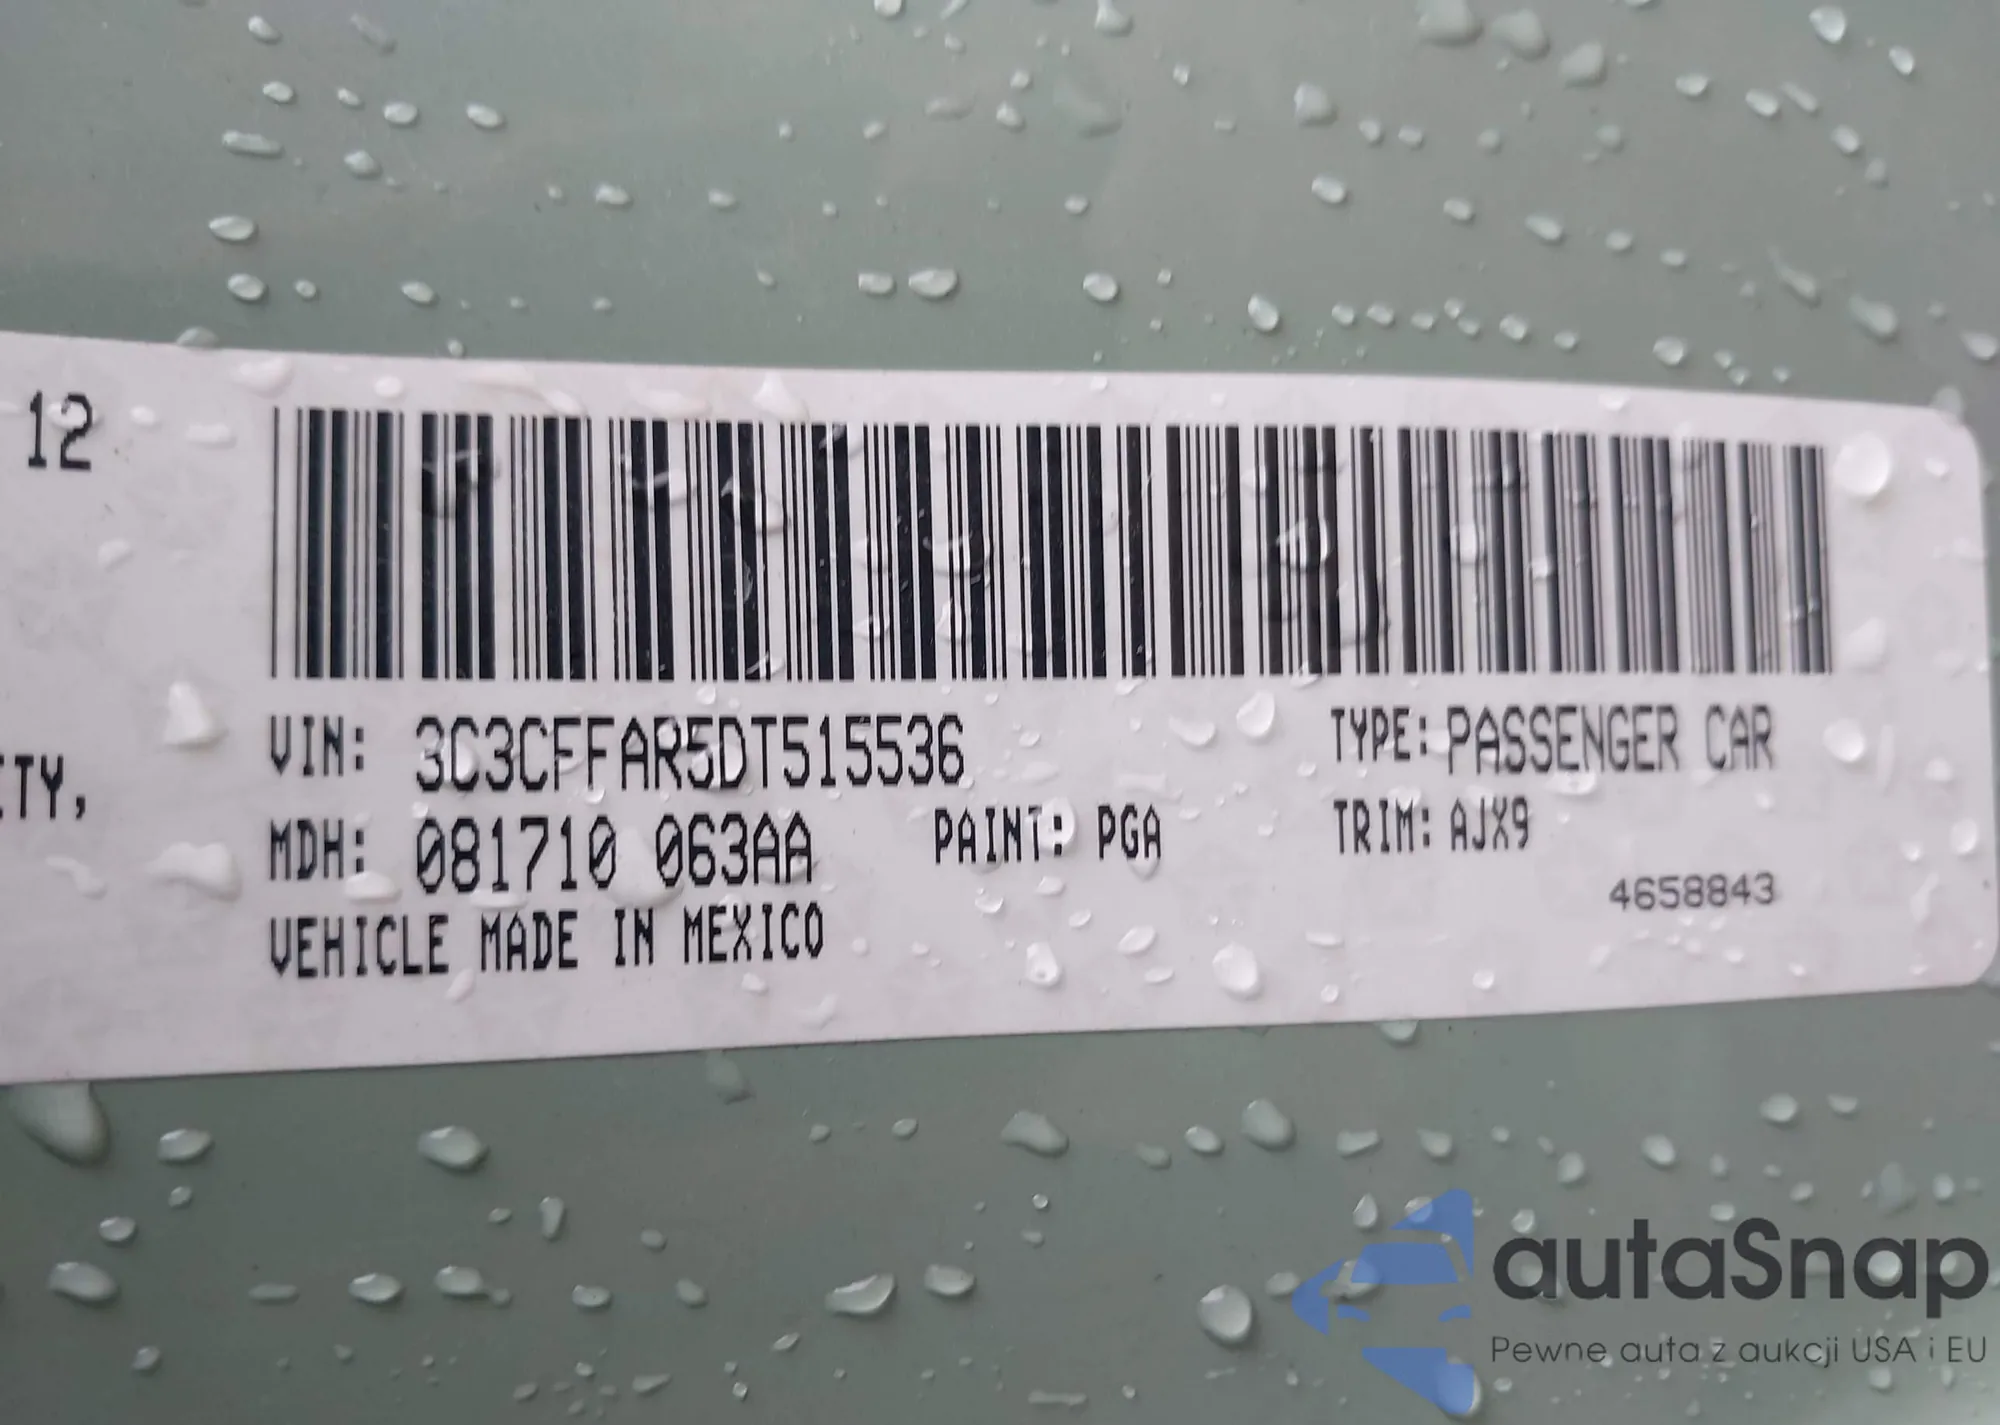 12
TY,
VIN: 3C3CFFAR5DT515536
TYPE: PASSENGER CAR
MDH: 081710 063AA
PAINT: PGA
TRIM: AJX9
4658843
VEHICLE MADE IN MEXICO
autaSnap
Pewne auta z aukcji USA i EU